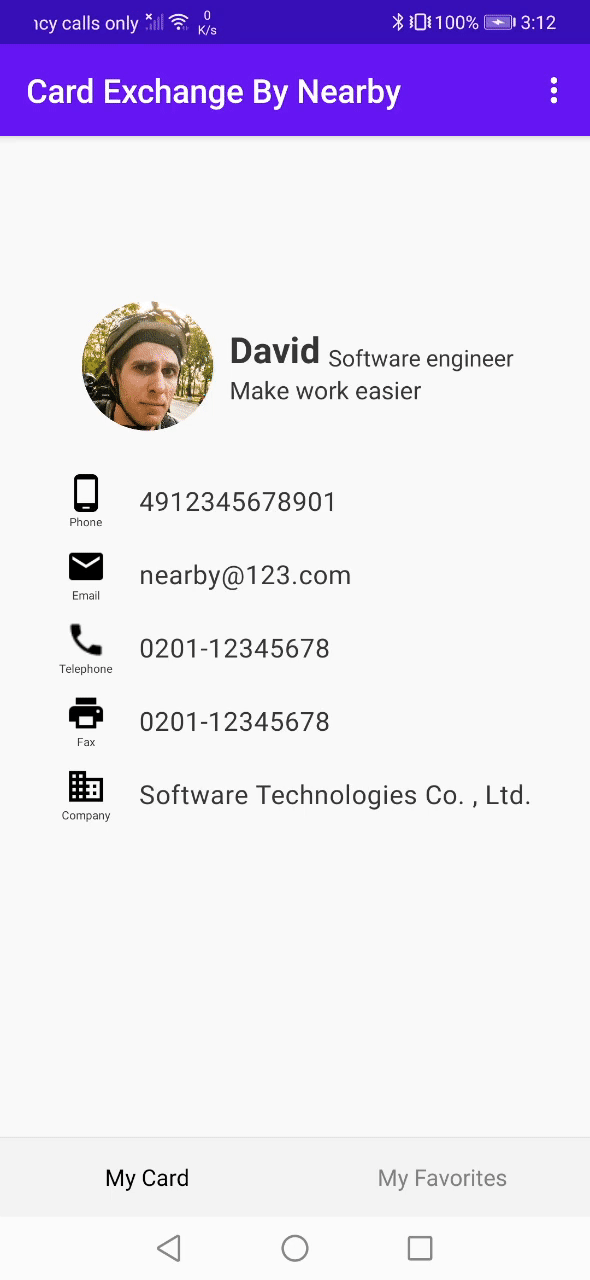 calls only 0 K/s 100% 3:12
Card Exchange By Nearby
David Software engineer
Make work easier
Phone 4912345678901
Email nearby@123.com
Telephone 0201-12345678
Fax 0201-12345678
Company Software Technologies Co. , Ltd.
My Card My Favorites